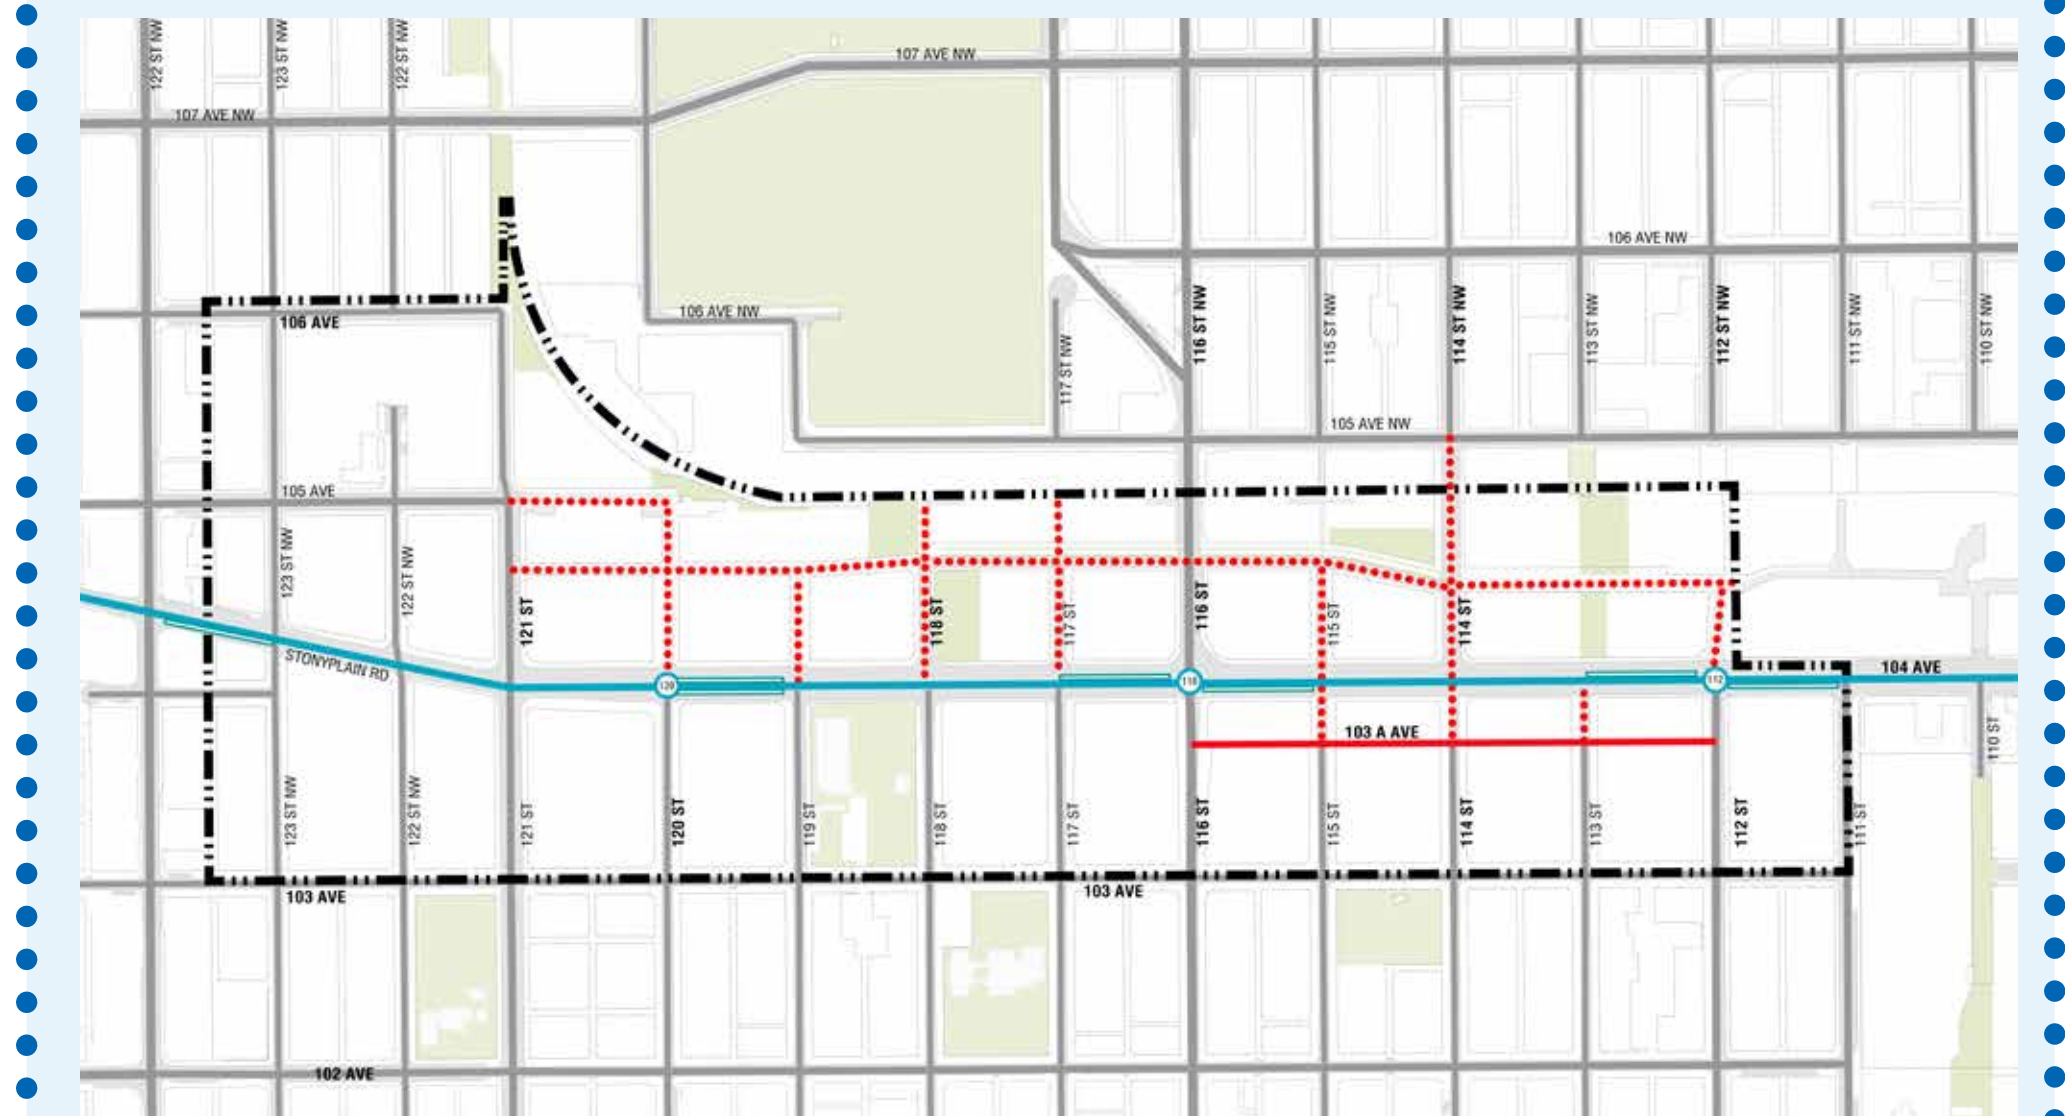 122 ST NW
123 ST NW
122 ST NW
107 AVE NW
107 AVE NW
106 AVE NW
106 AVE NW
106 AVE
116 ST NW
115 ST NW
114 ST NW
113 ST NW
112 ST NW
111 ST NW
110 ST NW
117 ST NW
105 AVE NW
105 AVE
123 ST NW
122 ST NW
121 ST
118 ST
117 ST
116 ST
115 ST
114 ST
STONYPLAIN RD
120
116
112
104 AVE
103 A AVE
110 ST
123 ST NW
122 ST NW
121 ST
120 ST
119 ST
118 ST
117 ST
116 ST
115 ST
114 ST
113 ST
112 ST
111 ST
103 AVE
103 AVE
102 AVE